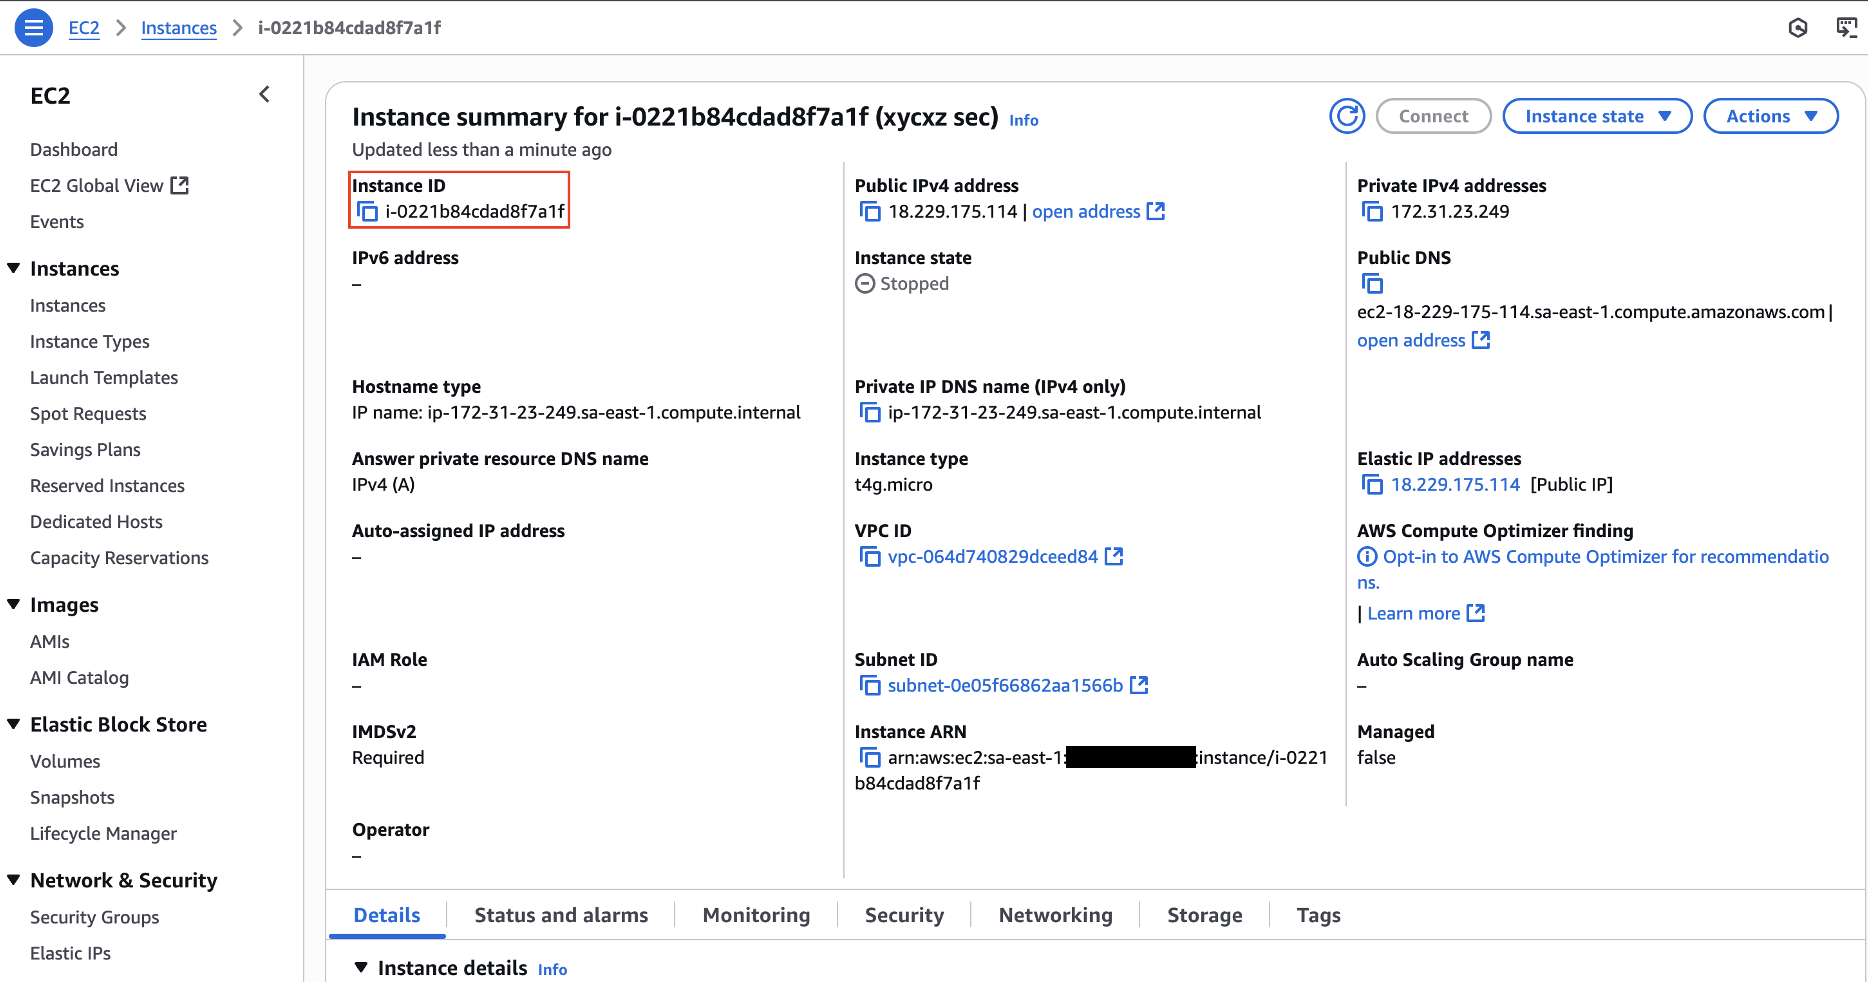 EC2 > Instances > i-0221b84cdad8f7a1f
EC2
Dashboard
EC2 Global View
Events
Instances
Instances
Instance Types
Launch Templates
Spot Requests
Savings Plans
Reserved Instances
Dedicated Hosts
Capacity Reservations
Images
AMIs
AMI Catalog
Elastic Block Store
Volumes
Snapshots
Lifecycle Manager
Network & Security
Security Groups
Elastic IPs
Instance summary for i-0221b84cdad8f7a1f (xycxz sec) Info
Updated less than a minute ago
Connect
Instance state
Actions
Instance ID
i-0221b84cdad8f7a1f
Public IPv4 address
18.229.175.114 | open address
Private IPv4 addresses
172.31.23.249
IPv6 address
–
Instance state
Stopped
Public DNS
ec2-18-229-175-114.sa-east-1.compute.amazonaws.com |
open address
Hostname type
IP name: ip-172-31-23-249.sa-east-1.compute.internal
Private IP DNS name (IPv4 only)
ip-172-31-23-249.sa-east-1.compute.internal
Answer private resource DNS name
IPv4 (A)
Instance type
t4g.micro
Elastic IP addresses
18.229.175.114 [Public IP]
Auto-assigned IP address
–
VPC ID
vpc-064d740829dceed84
AWS Compute Optimizer finding
Opt-in to AWS Compute Optimizer for recommendatio
ns.
| Learn more
IAM Role
–
Subnet ID
subnet-0e05f66862aa1566b
Auto Scaling Group name
–
IMDSv2
Required
Instance ARN
arn:aws:ec2:sa-east-1: :instance/i-0221
b84cdad8f7a1f
Managed
false
Operator
–
Details
Status and alarms
Monitoring
Security
Networking
Storage
Tags
Instance details Info